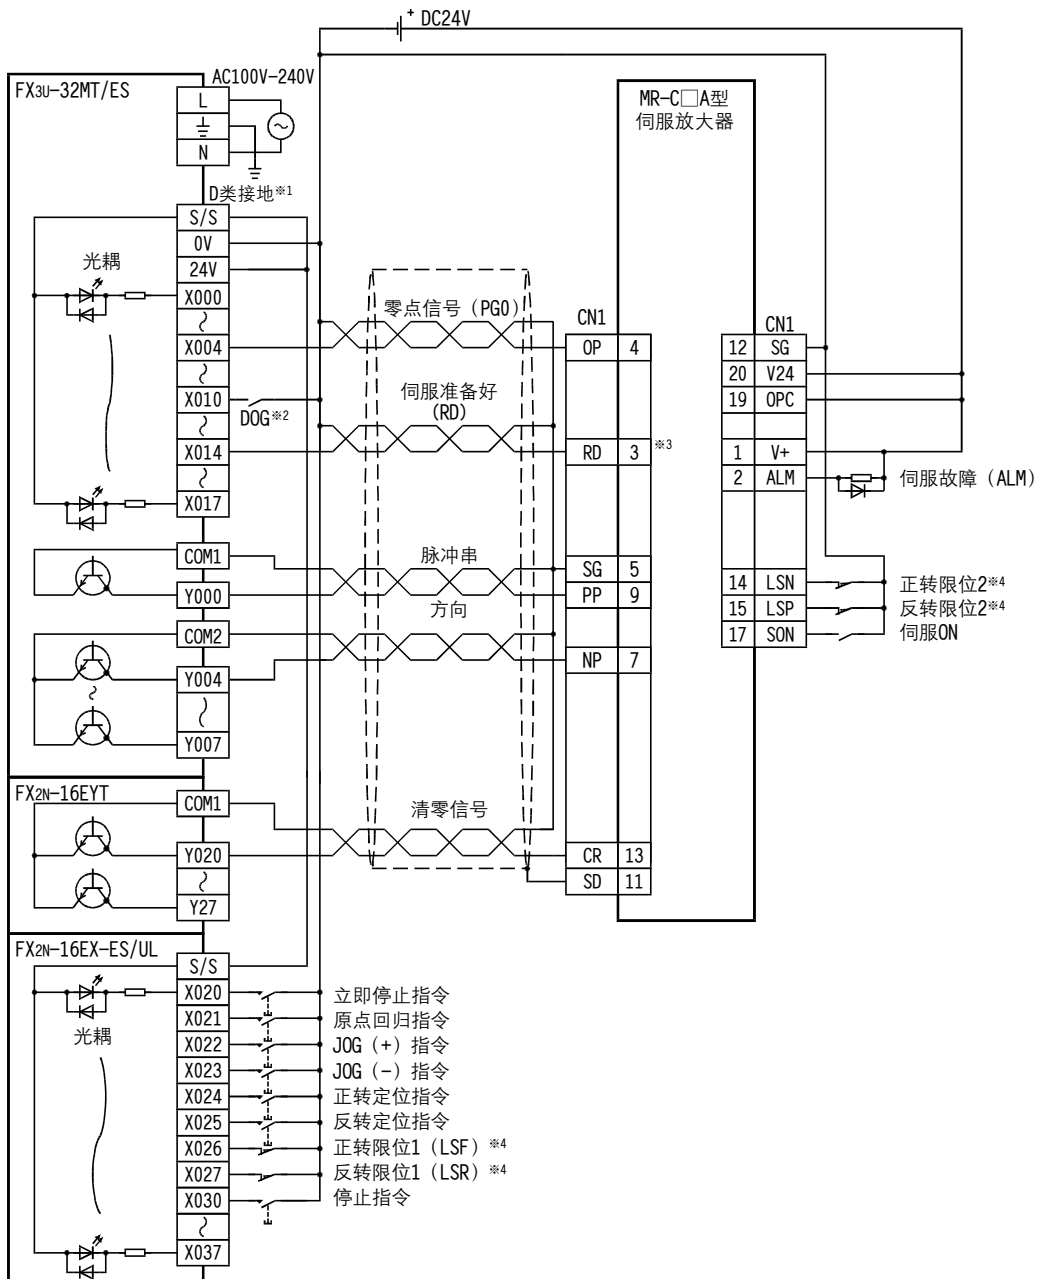 + DC24V
FX3U-32MT/ES
AC100V-240V
L
N
D类接地※1
S/S
0V
24V
光耦
X000
X004
X010
X014
X017
DOG※2
COM1
Y000
COM2
Y004
Y007
零点信号（PG0）
伺服准备好
(RD)
脉冲串
方向
清零信号
MR-C□A型
伺服放大器
CN1
OP 4
RD 3 ※3
SG 5
PP 9
NP 7
CR 13
SD 11
CN1
12 SG
20 V24
19 OPC
1 V+
2 ALM
伺服故障（ALM）
14 LSN 正转限位2※4
15 LSP 反转限位2※4
17 SON 伺服ON
FX2N-16EYT
COM1
Y020
Y27
FX2N-16EX-ES/UL
S/S
光耦
X020 立即停止指令
X021 原点回归指令
X022 JOG（+）指令
X023 JOG（-）指令
X024 正转定位指令
X025 反转定位指令
X026 正转限位1（LSF）※4
X027 反转限位1（LSR）※4
X030 停止指令
X037